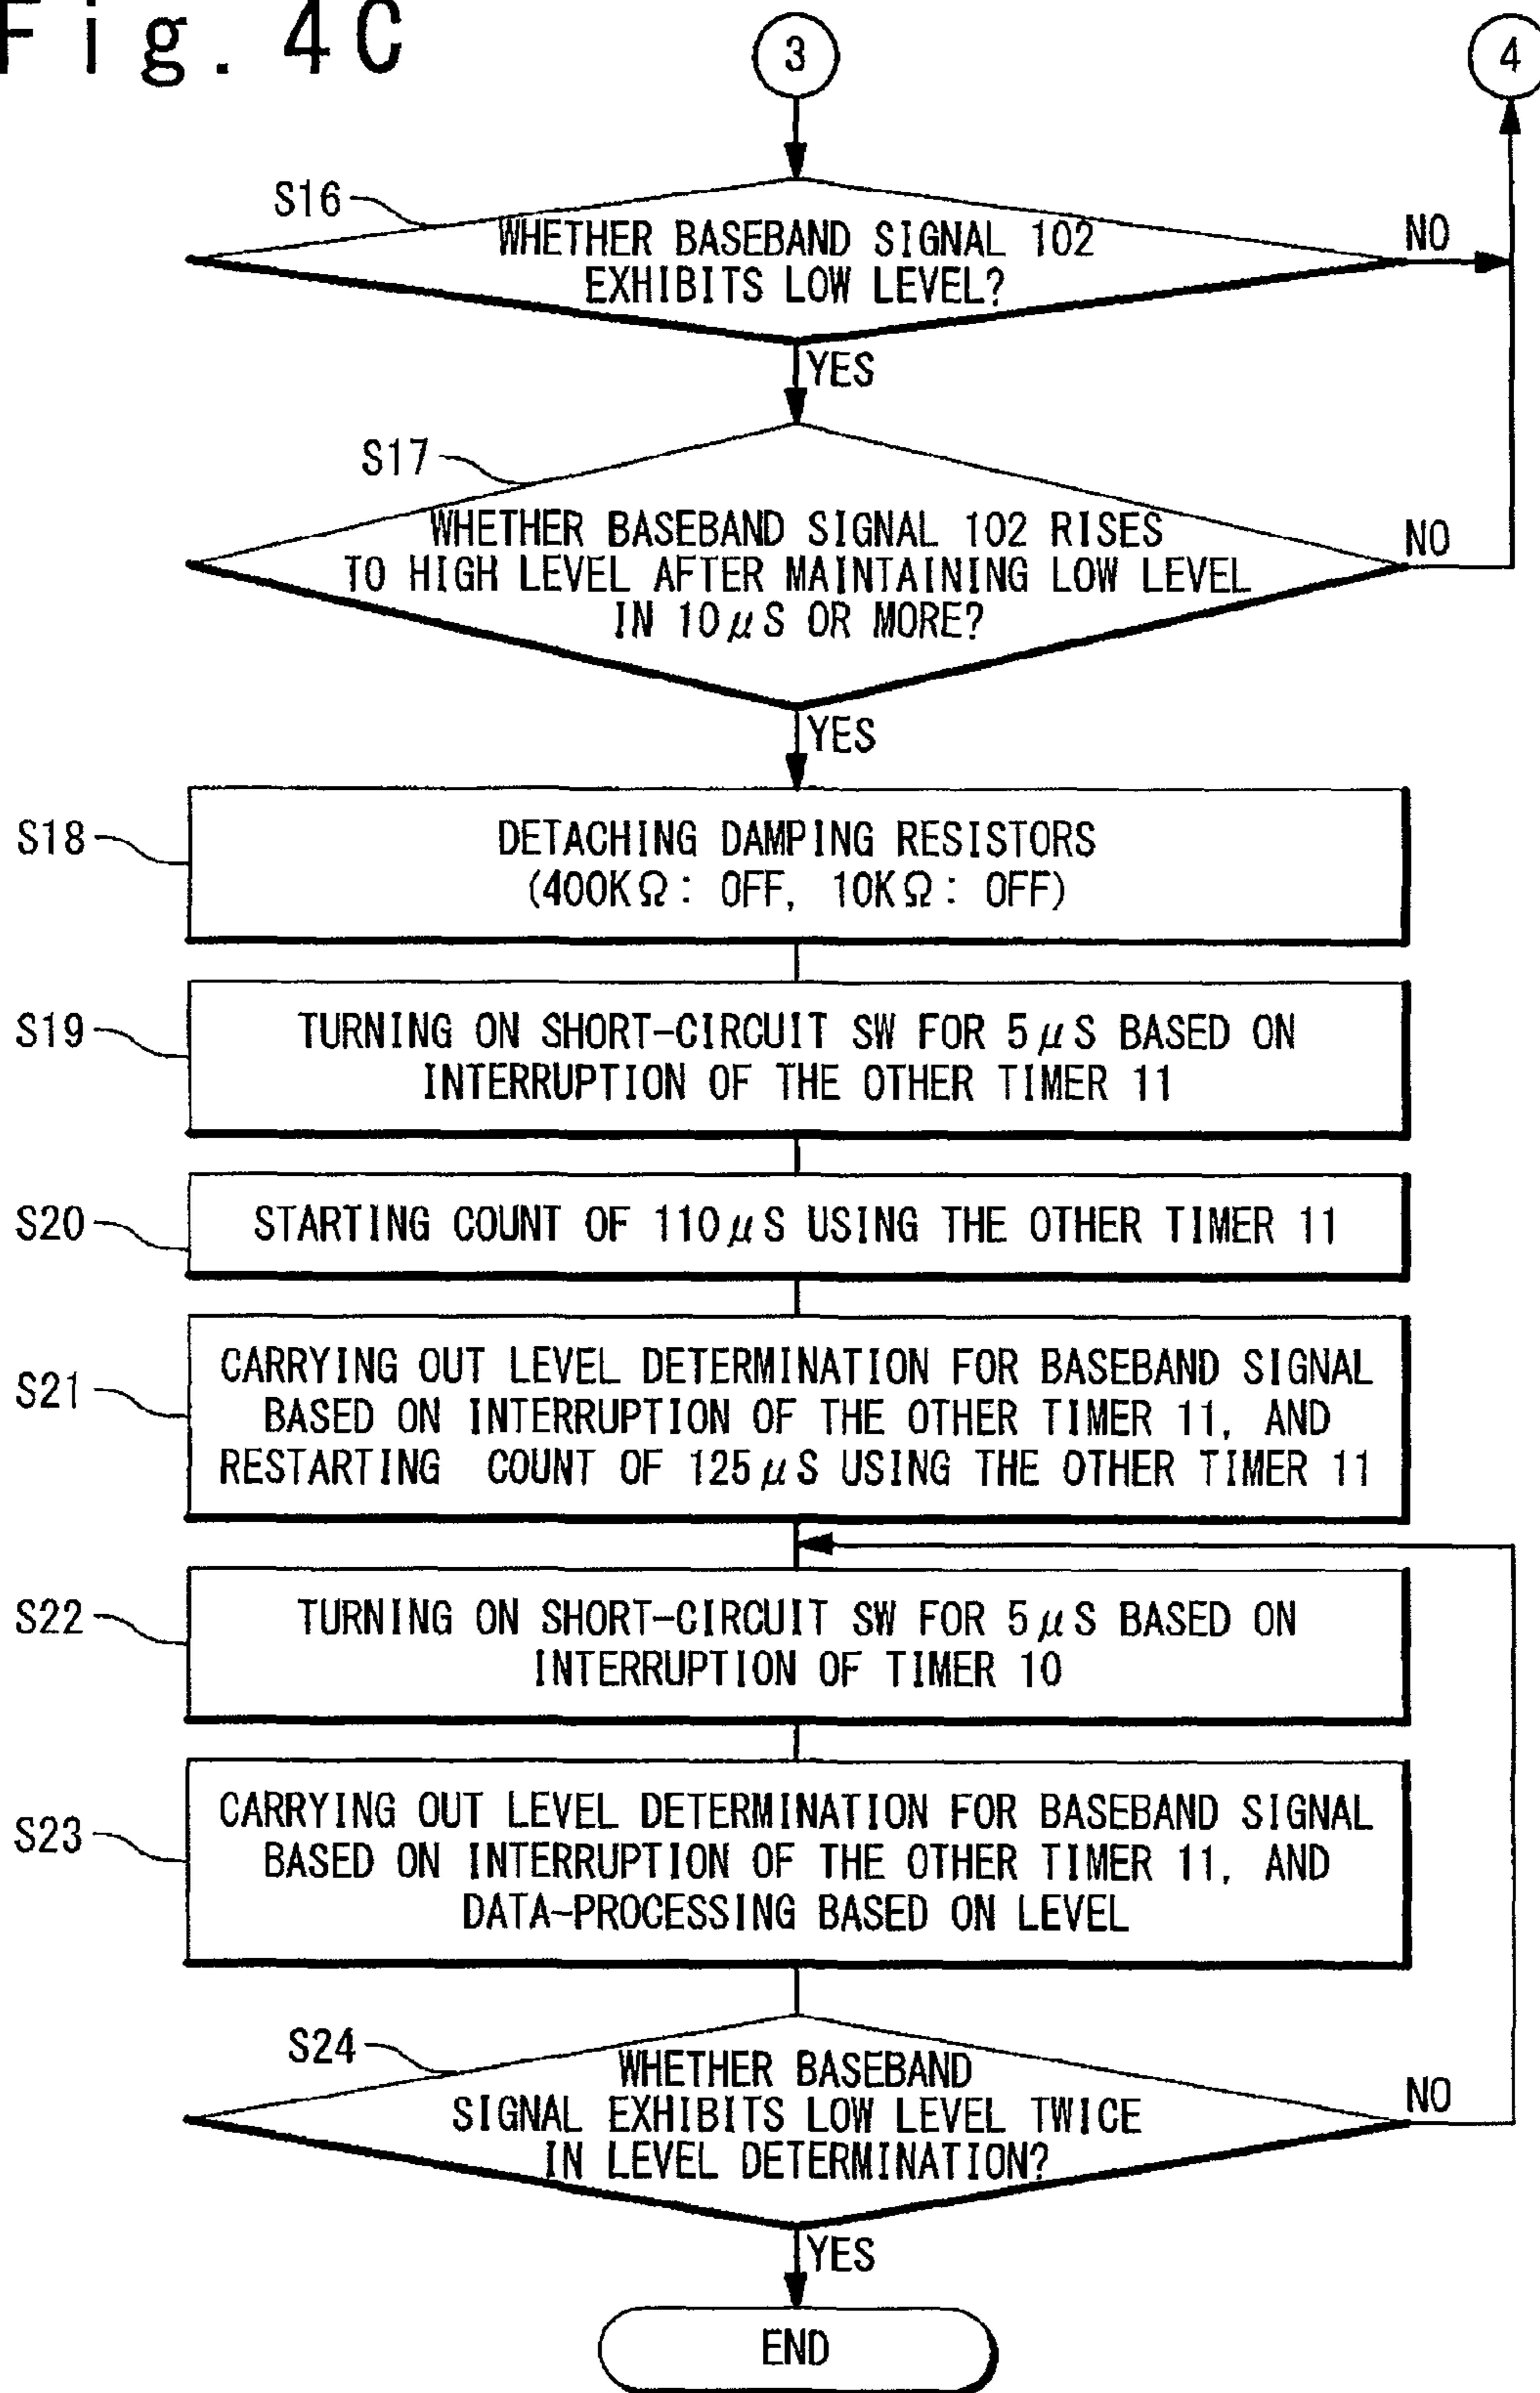 Fig. 4C
3
4
S16
WHETHER BASEBAND SIGNAL 102
EXHIBITS LOW LEVEL?
NO
YES
S17
WHETHER BASEBAND SIGNAL 102 RISES
TO HIGH LEVEL AFTER MAINTAINING LOW LEVEL
IN 10μS OR MORE?
NO
YES
S18
DETACHING DAMPING RESISTORS
(400KΩ: OFF, 10KΩ: OFF)
S19
TURNING ON SHORT-CIRCUIT SW FOR 5μS BASED ON
INTERRUPTION OF THE OTHER TIMER 11
S20
STARTING COUNT OF 110μS USING THE OTHER TIMER 11
S21
CARRYING OUT LEVEL DETERMINATION FOR BASEBAND SIGNAL
BASED ON INTERRUPTION OF THE OTHER TIMER 11, AND
RESTARTING COUNT OF 125μS USING THE OTHER TIMER 11
S22
TURNING ON SHORT-CIRCUIT SW FOR 5μS BASED ON
INTERRUPTION OF TIMER 10
S23
CARRYING OUT LEVEL DETERMINATION FOR BASEBAND SIGNAL
BASED ON INTERRUPTION OF THE OTHER TIMER 11, AND
DATA-PROCESSING BASED ON LEVEL
S24
WHETHER BASEBAND
SIGNAL EXHIBITS LOW LEVEL TWICE
IN LEVEL DETERMINATION?
NO
YES
END